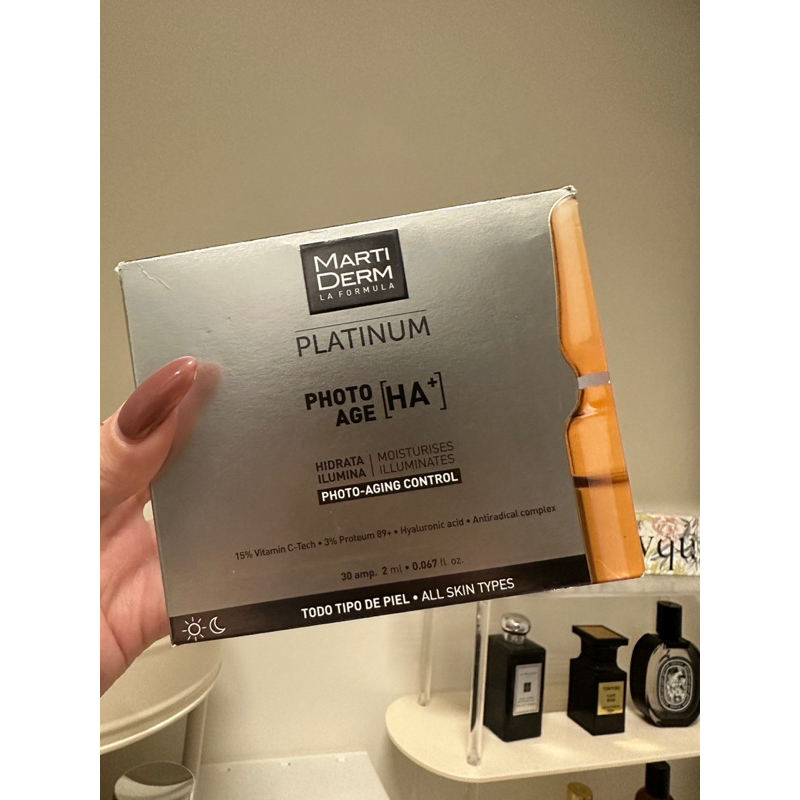 MARTI
DERM
LA FORMULA
PLATINUM
PHOTO
AGE [HA+]
HIDRATA | MOISTURISES
ILUMINA | ILLUMINATES
PHOTO-AGING CONTROL
15% Vitamin C-Tech • 3% Proteum 89+ • Hyaluronic acid • Antiradical complex
30 amp. 2 ml • 0.067 fl. oz.
TODO TIPO DE PIEL • ALL SKIN TYPES
TOM FORD